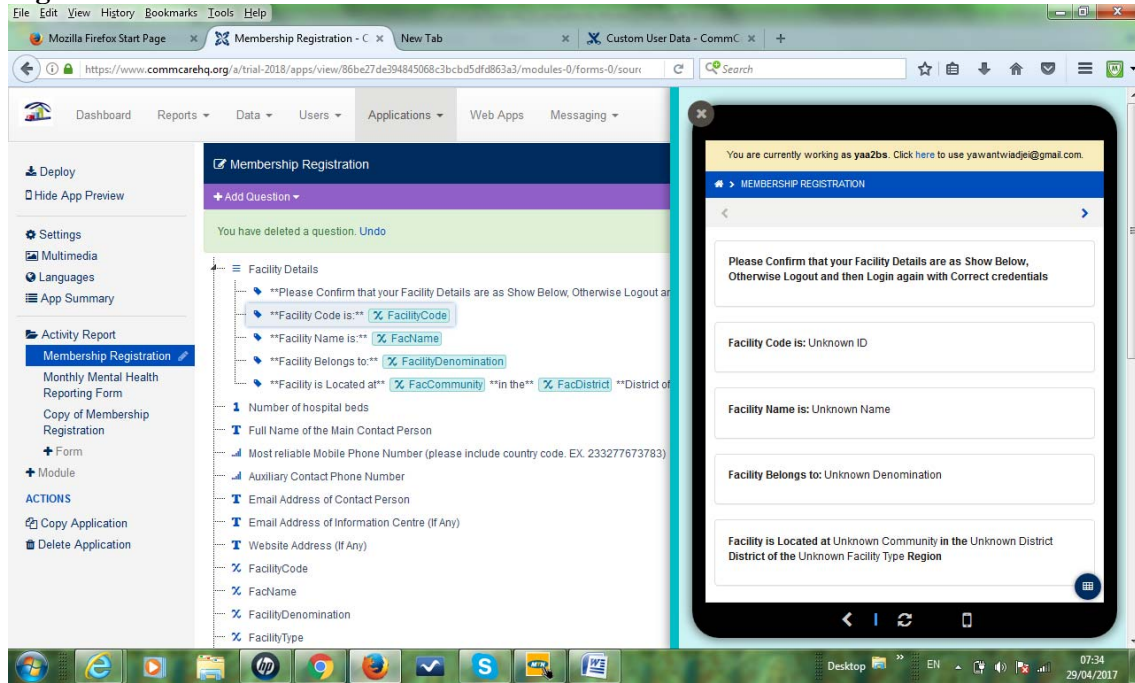 File Edit View History Bookmarks Tools Help
Mozilla Firefox Start Page × Membership Registration - C × New Tab × Custom User Data - CommC × +
https://www.commcarehq.org/a/trial-2018/apps/view/86be27de394845068c3bcbd5dfd863a3/modules-0/forms-0/sourc Search
Dashboard Reports Data Users Applications Web Apps Messaging
Deploy
Hide App Preview
Settings
Multimedia
Languages
App Summary
Activity Report
Membership Registration
Monthly Mental Health
Reporting Form
Copy of Membership
Registration
+ Form
+ Module
ACTIONS
Copy Application
Delete Application
Membership Registration
+ Add Question
You have deleted a question. Undo
Facility Details
**Please Confirm that your Facility Details are as Show Below, Otherwise Logout ar
**Facility Code is:** FacilityCode
**Facility Name is:** FacName
**Facility Belongs to:** FacilityDenomination
**Facility is Located at** FacCommunity **in the** FacDistrict **District of
1 Number of hospital beds
T Full Name of the Main Contact Person
Most reliable Mobile Phone Number (please include country code. EX. 233277673783)
Auxiliary Contact Phone Number
T Email Address of Contact Person
T Email Address of Information Centre (If Any)
T Website Address (If Any)
FacilityCode
FacName
FacilityDenomination
FacilityType
You are currently working as yaa2bs. Click here to use yawantwiadjei@gmail.com.
> MEMBERSHIP REGISTRATION
Please Confirm that your Facility Details are as Show Below,
Otherwise Logout and then Login again with Correct credentials
Facility Code is: Unknown ID
Facility Name is: Unknown Name
Facility Belongs to: Unknown Denomination
Facility is Located at Unknown Community in the Unknown District
District of the Unknown Facility Type Region
Desktop » EN 07:34
29/04/2017